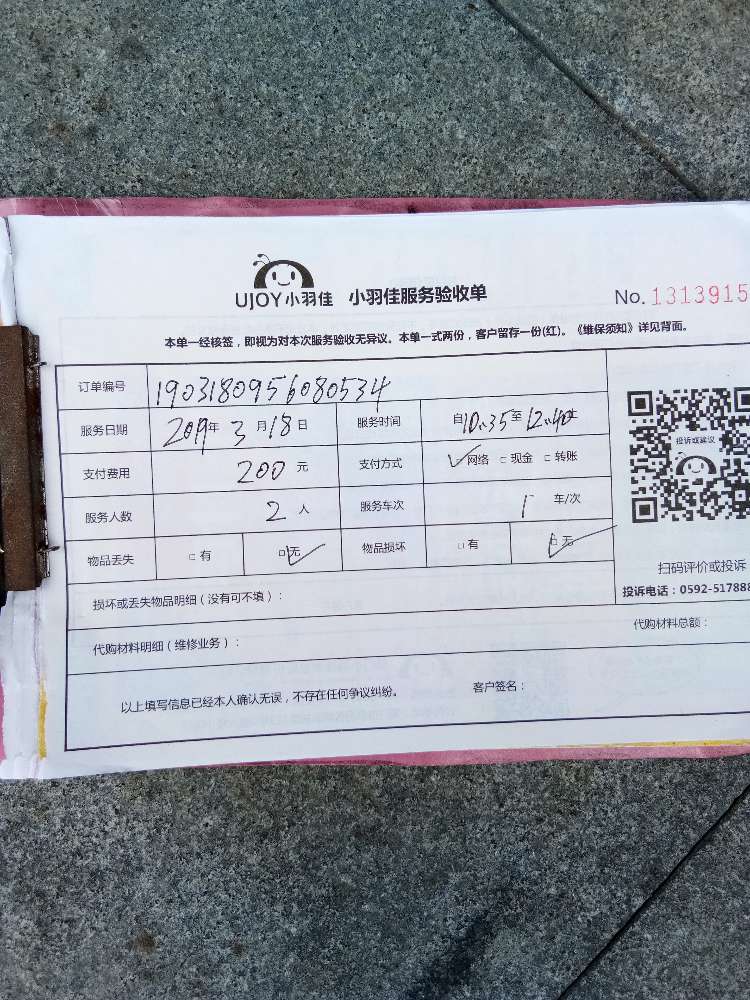 UJOY小羽佳 小羽佳服务验收单 No.1313915
本单一经核签，即视为对本次服务验收无异议。本单一式两份，客户留存一份(红)。《维保须知》详见背面。
订单编号 1903180956080534
服务日期 2019年3月18日 服务时间 自10:35至12:40止
支付费用 200元 支付方式 网络 现金 转账
服务人数 2人 服务车次 1车/次
物品丢失 有 无 物品损坏 有 无
投诉或建议
扫码评价或投诉
投诉电话：0592-517888
损坏或丢失物品明细（没有可不填）：
代购材料明细（维修业务）： 代购材料总额：
以上填写信息已经本人确认无误，不存在任何争议纠纷。 客户签名：